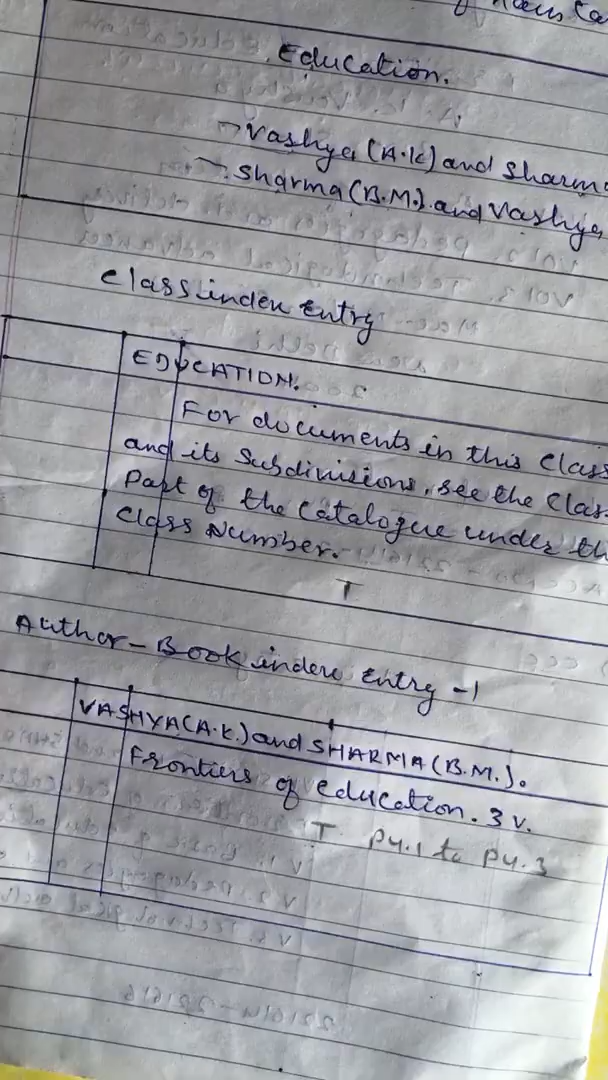 Education.
→ Vashya (A.K) and Sharm
→ Sharma (B.M.) and Vashya
Class index Entry
EDUCATION.
For documents in this Class
and its Subdivisions, see the Clas
Part of the Catalogue under th
Class Number.
T
Author - Book index Entry - 1
VASHYA (A.K.) and SHARMA (B.M.).
Frontiers of education. 3 v.
T P4.1 to P4.3